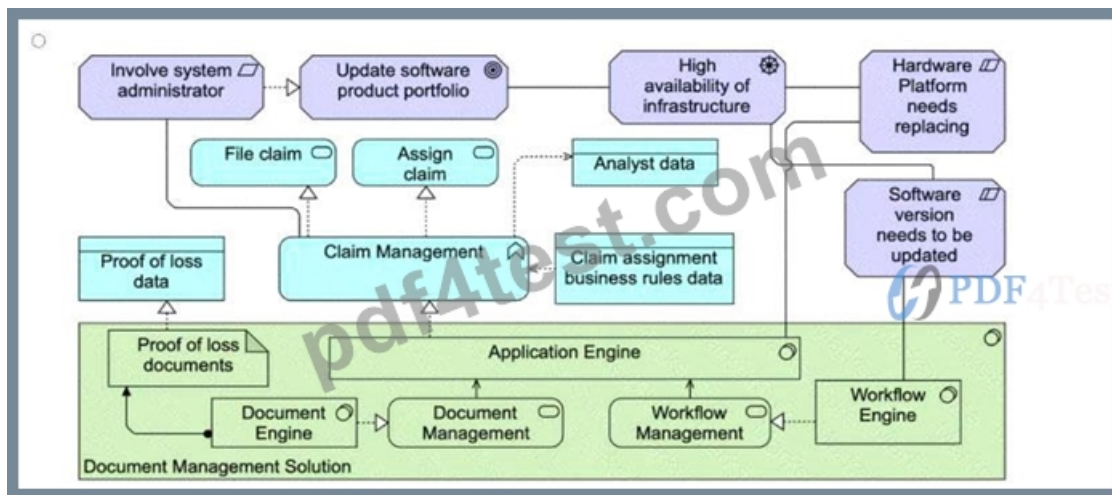 Involve system
administrator
Update software
product portfolio
High
availability of
infrastructure
Hardware
Platform
needs
replacing
File claim
Assign
claim
Analyst data
Software
version
needs to be
updated
Proof of loss
data
Claim Management
Claim assignment
business rules data
pdf4test.com
PDF4Tes
Proof of loss
documents
Application Engine
Document
Engine
Document
Management
Workflow
Management
Workflow
Engine
Document Management Solution